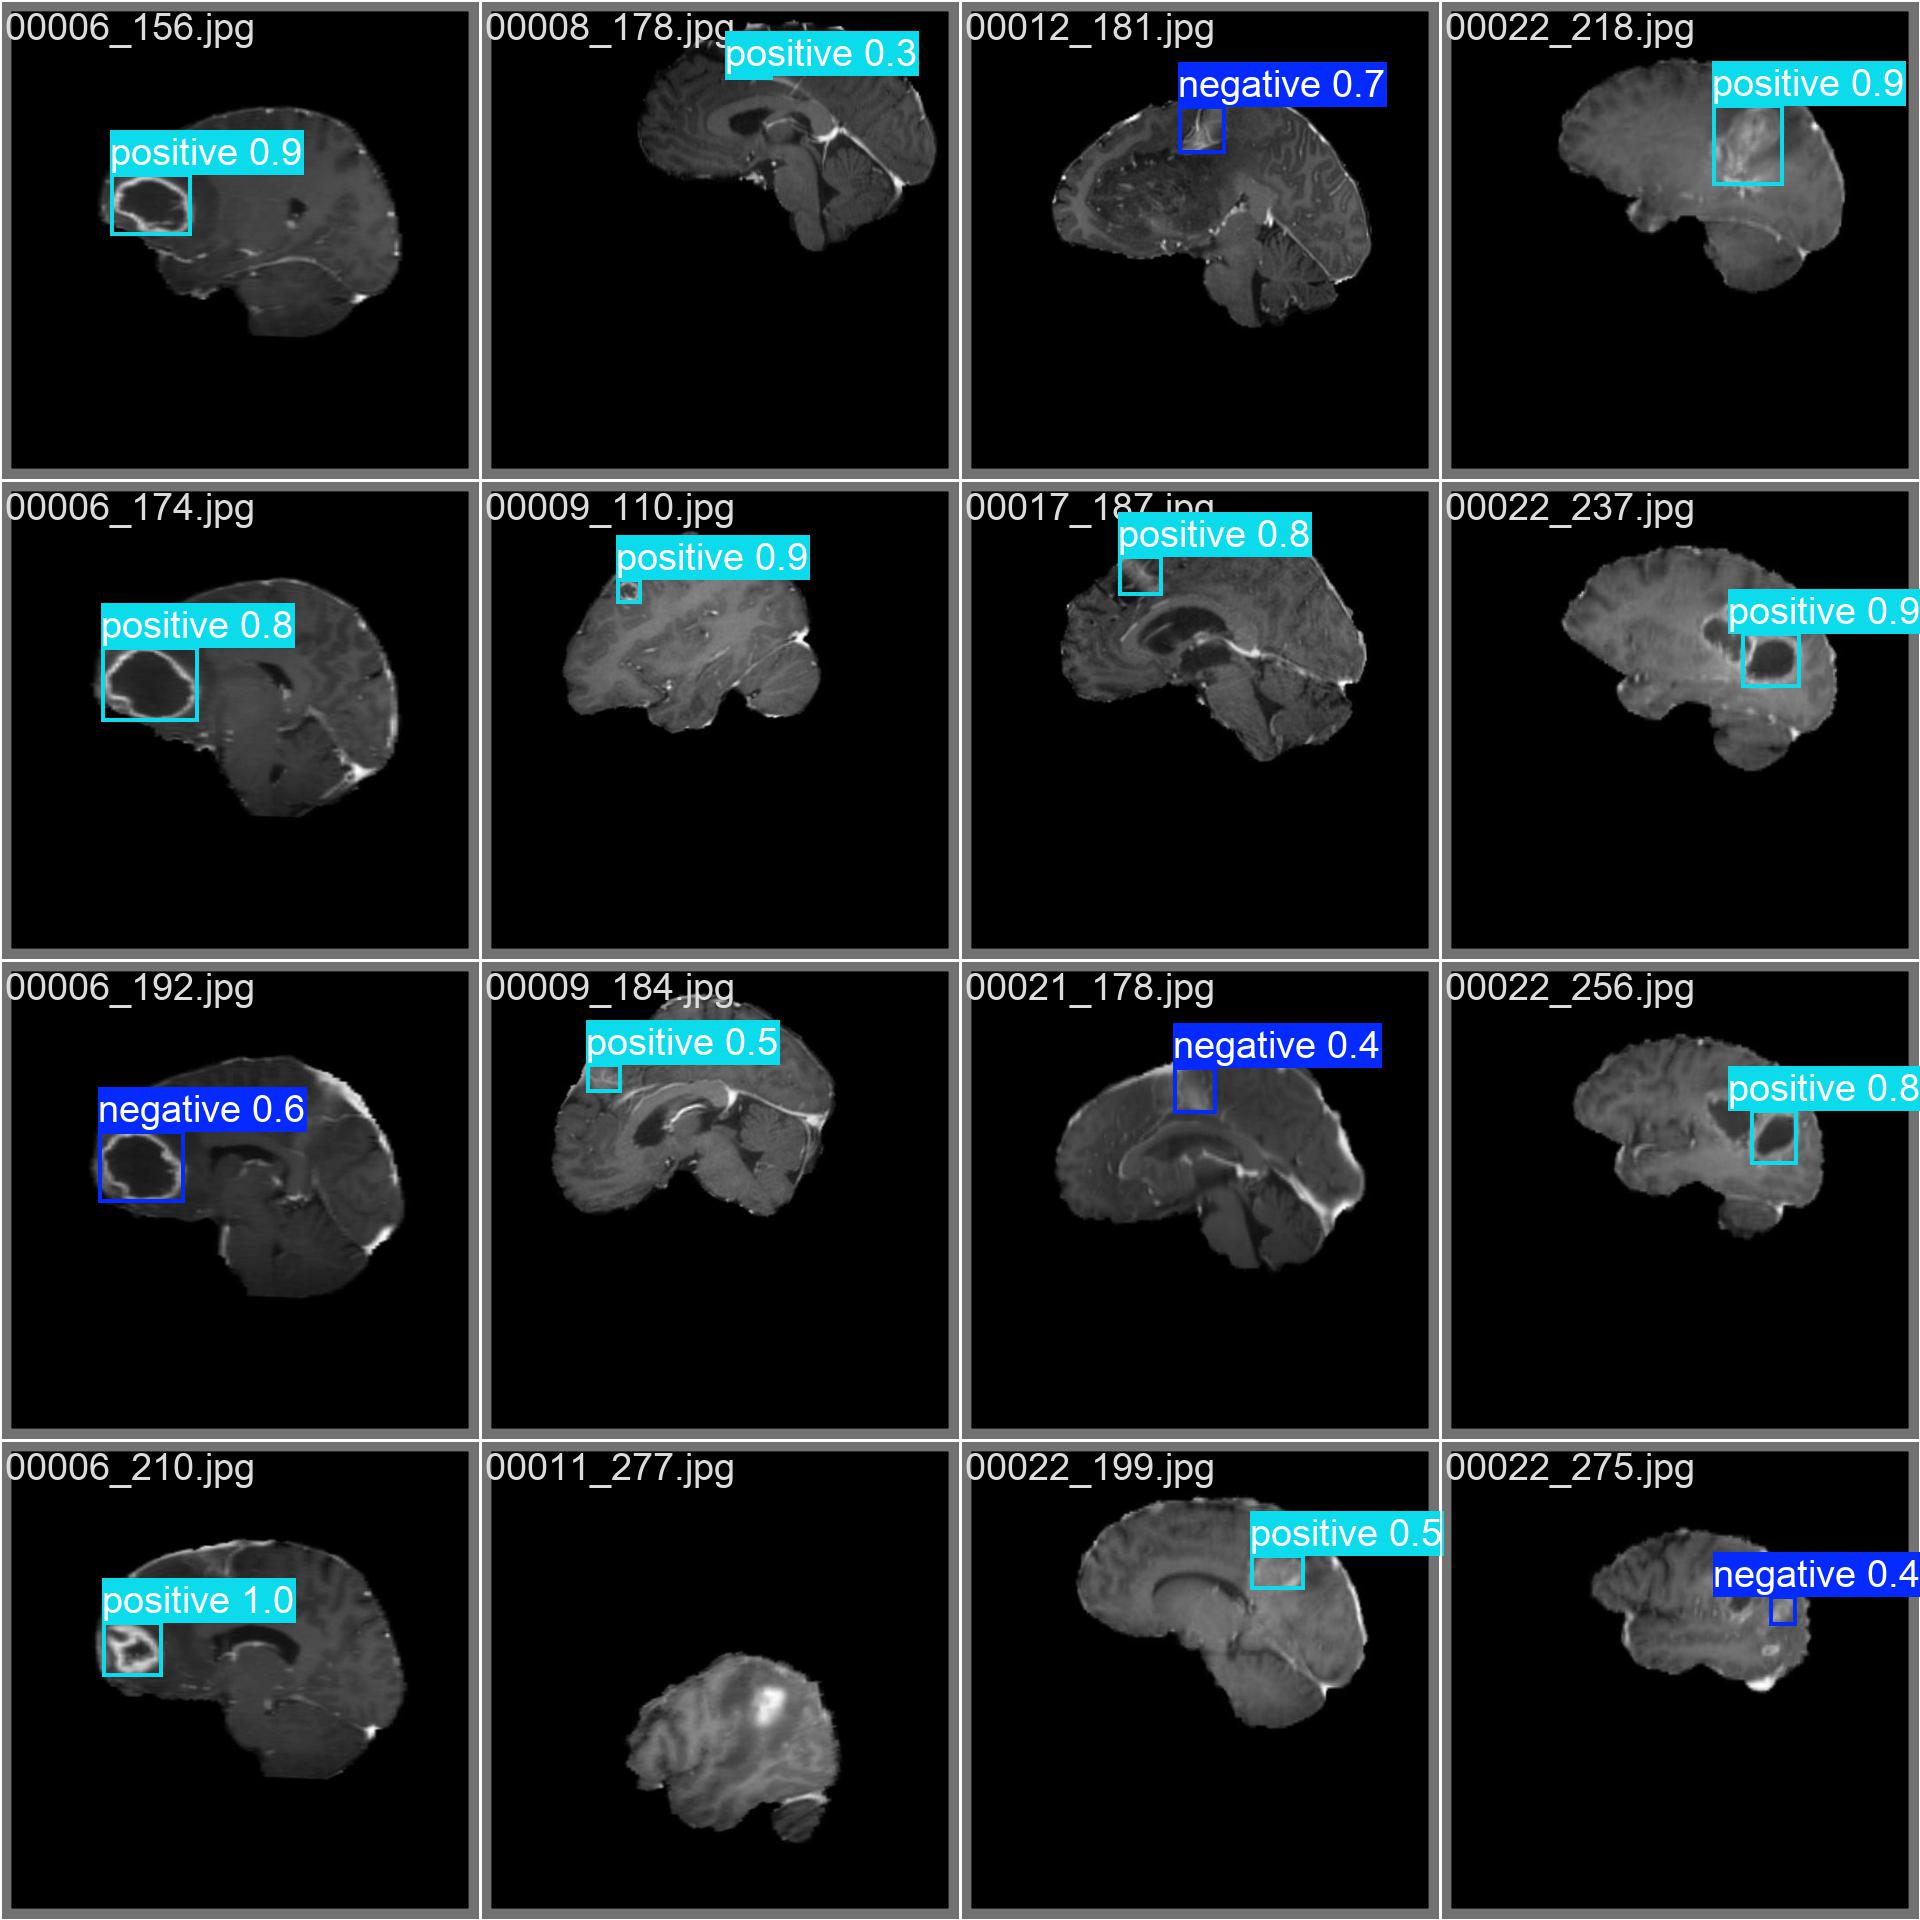 00006_156.jpg
positive 0.9
00008_178.jpg
positive 0.3
00012_181.jpg
negative 0.7
00022_218.jpg
positive 0.9
00006_174.jpg
positive 0.8
00009_110.jpg
positive 0.9
00017_187.jpg
positive 0.8
00022_237.jpg
positive 0.9
00006_192.jpg
negative 0.6
00009_184.jpg
positive 0.5
00021_178.jpg
negative 0.4
00022_256.jpg
positive 0.8
00006_210.jpg
positive 1.0
00011_277.jpg
00022_199.jpg
positive 0.5
00022_275.jpg
negative 0.4